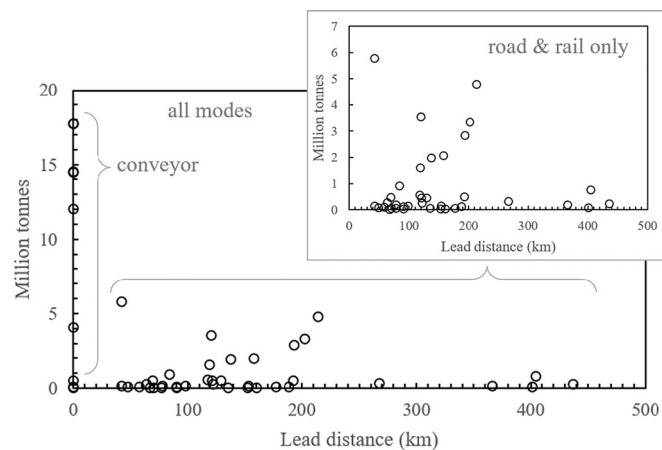 road & rail only
7
6
5
4
3
2
1
0
Million tonnes
0 100 200 300 400 500
Lead distance (km)
all modes
conveyor
20
15
10
5
0
Million tonnes
0 100 200 300 400 500
Lead distance (km)